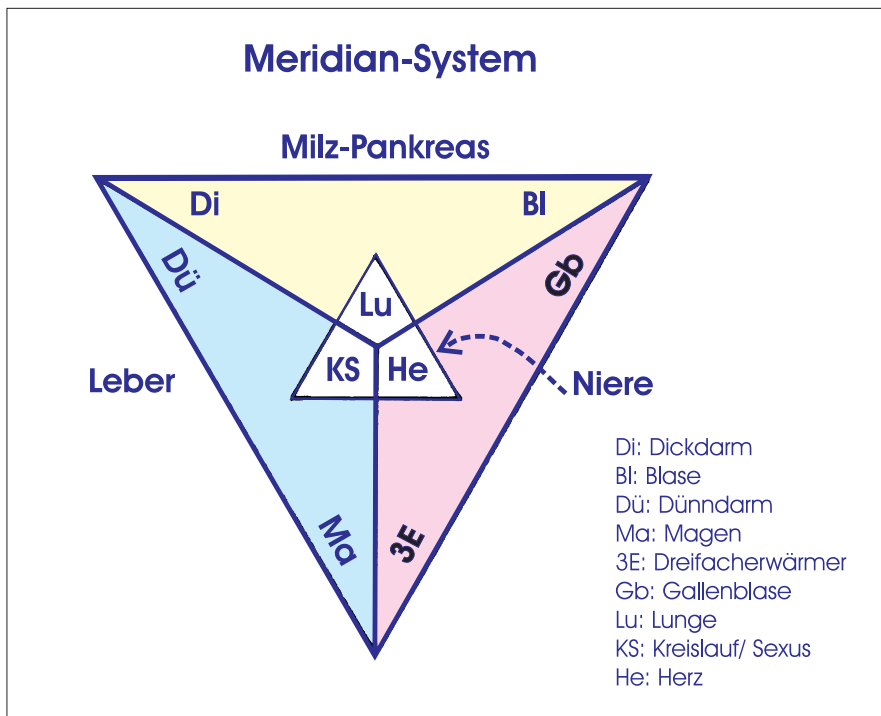 Meridian-System
Milz-Pankreas
Di
Bl
Dü
Gb
Lu
KS
He
Leber
Niere
Ma
3E
Di: Dickdarm
Bl: Blase
Dü: Dünndarm
Ma: Magen
3E: Dreifacherwärmer
Gb: Gallenblase
Lu: Lunge
KS: Kreislauf/ Sexus
He: Herz